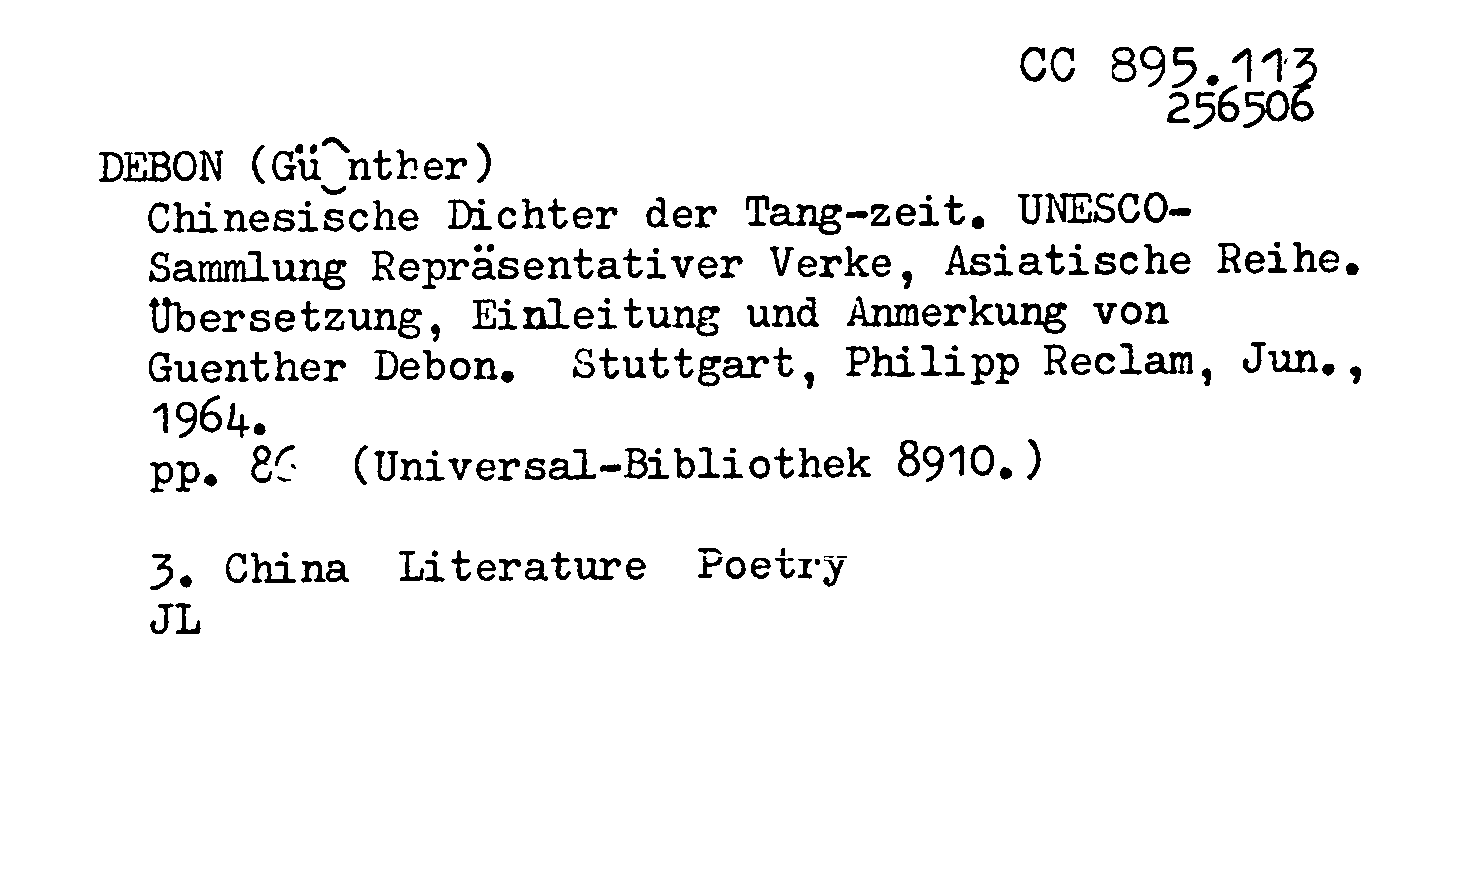 CC 895.113
256506
DEBON (Günther)
Chinesische Dichter der Tang-zeit. UNESCO-
Sammlung Repräsentativer Verke, Asiatische Reihe.
Übersetzung, Einleitung und Anmerkung von
Guenther Debon. Stuttgart, Philipp Reclam, Jun.,
1964.
pp. (Universal-Bibliothek 8910.)
3. China Literature Poetry
JL